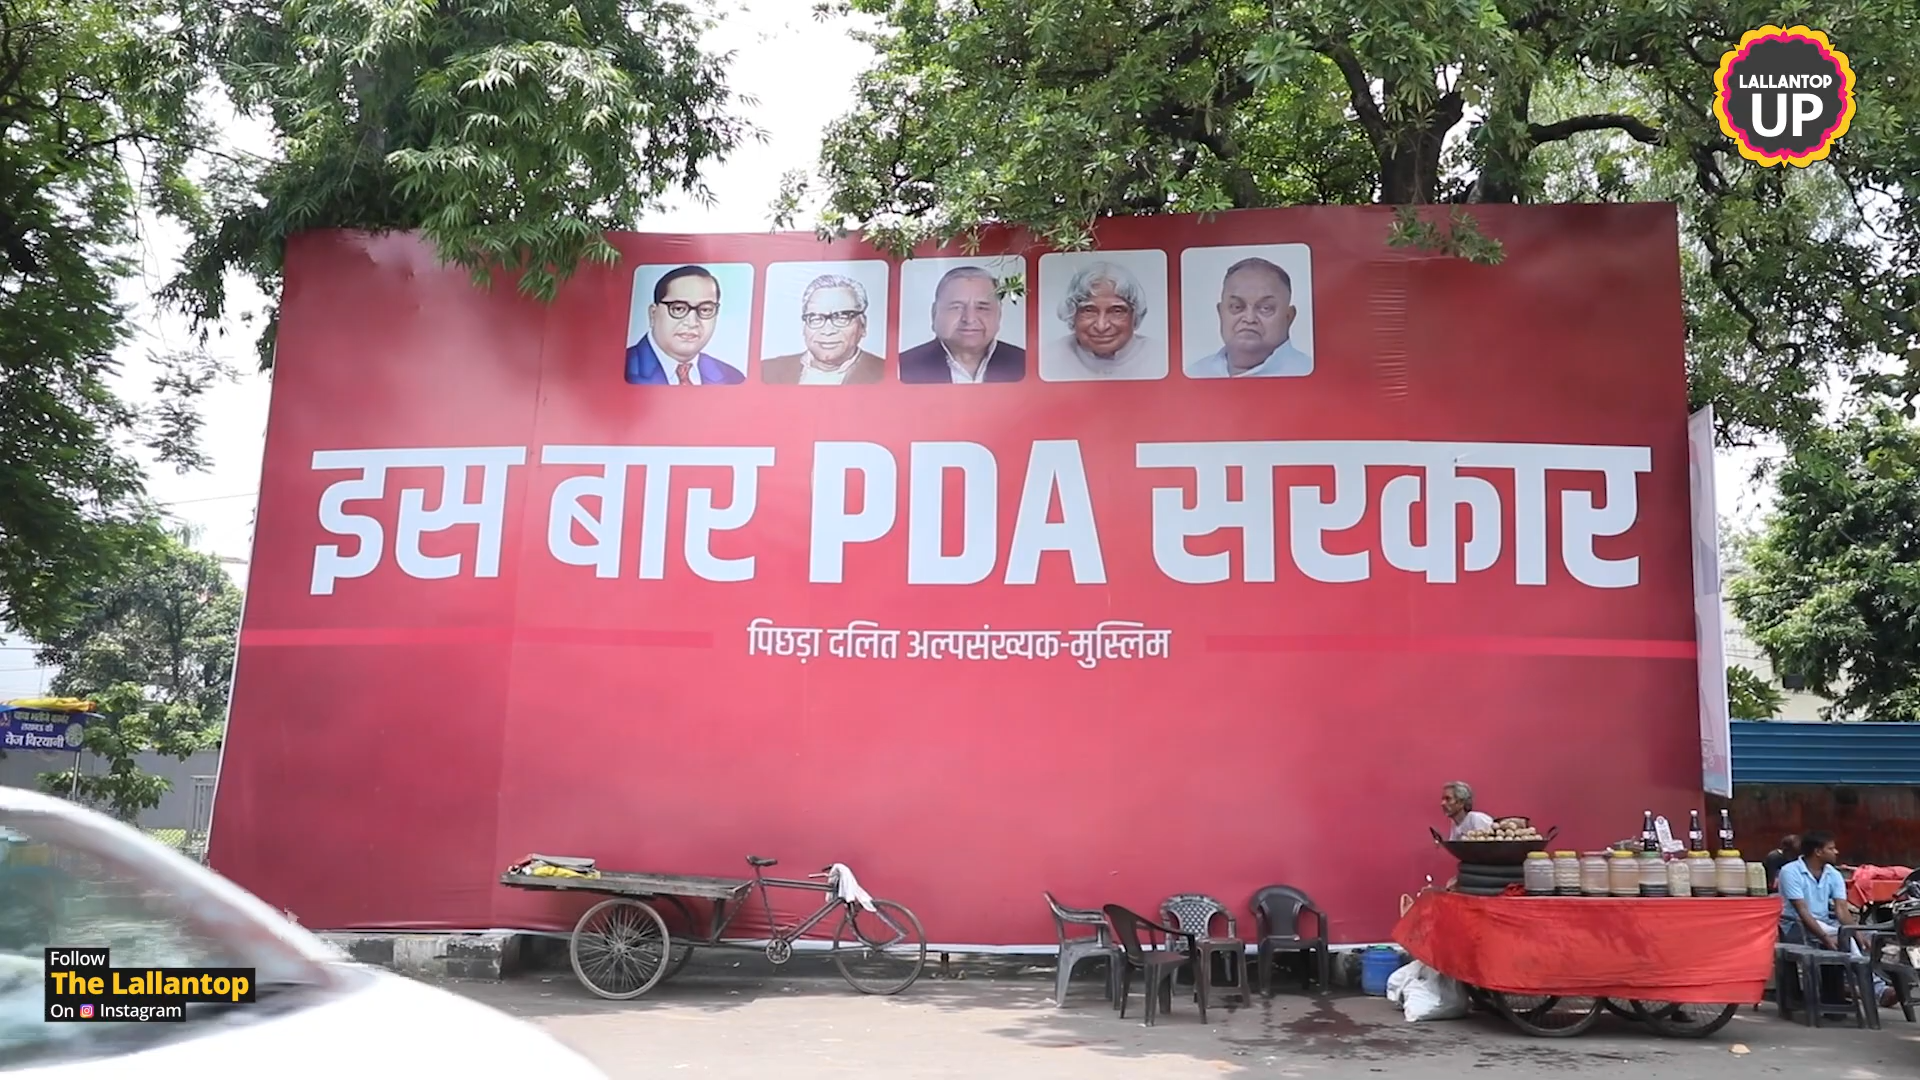 LALLANTOP
UP
इस बार PDA सरकार
पिछड़ा दलित अल्पसंख्यक-मुस्लिम
वेज बिरयानी
Follow
The Lallantop
On Instagram